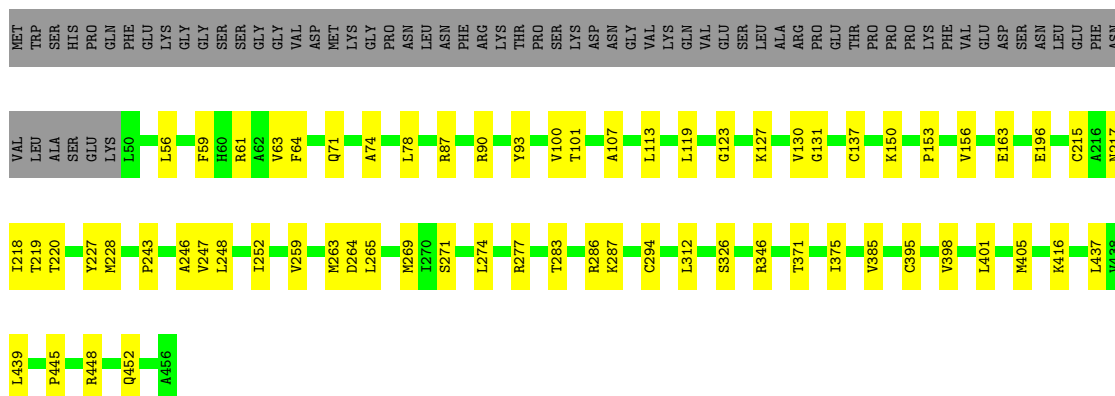 MET TRP SER HIS PRO GLN PHE GLU LYS GLY GLY SER SER GLY GLY VAL ASP MET LYS GLY PRO ASN LEU ASN PHE ARG LYS THR PRO SER LYS ASP ASN GLY VAL LYS GLN VAL GLU SER LEU ALA ARG PRO GLU THR PRO PRO PRO LYS PHE VAL GLU ASP SER ASN LEU GLU PHE ASN
VAL LEU ALA SER GLU LYS L50 L56 F59 H60 R61 A62 V63 F64 Q71 A74 L78 R87 R90 Y93 V100 T101 A107 L113 L119 G123 K127 V130 G131 C137 K150 P153 V156 E163 E196 C215 A216 N217
I218 T219 T220 Y227 M228 P243 A246 V247 L248 I252 V259 M263 D264 L265 M269 I270 S271 L274 R277 T283 R286 K287 C294 L312 S326 R346 T371 I375 V385 C395 V398 L401 M405 K416 L437 V438
L439 P445 R448 Q452 A456